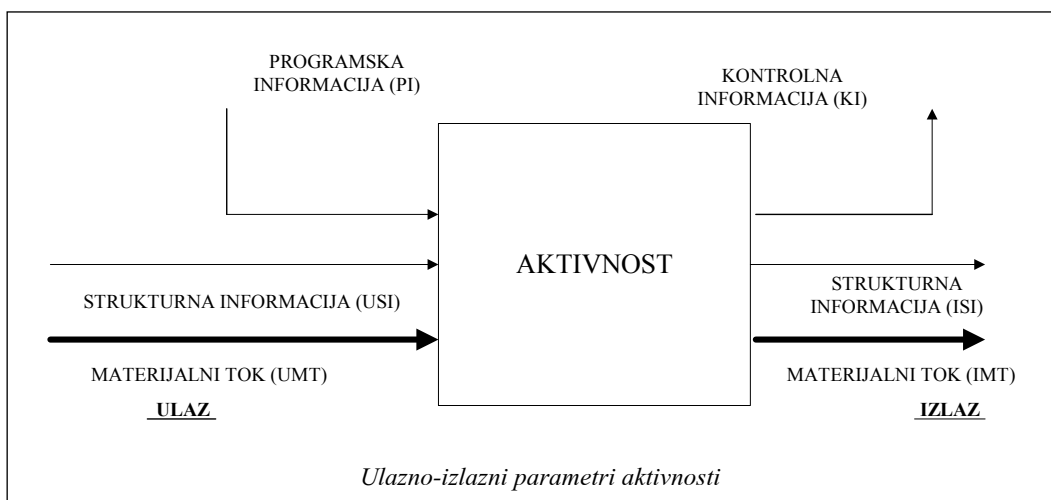 PROGRAMSKA
INFORMACIJA (PI)
KONTROLNA
INFORMACIJA (KI)
AKTIVNOST
STRUKTURNA INFORMACIJA (USI)
STRUKTURNA
INFORMACIJA (ISI)
MATERIJALNI TOK (UMT)
MATERIJALNI TOK (IMT)
ULAZ
IZLAZ
Ulazno-izlazni parametri aktivnosti